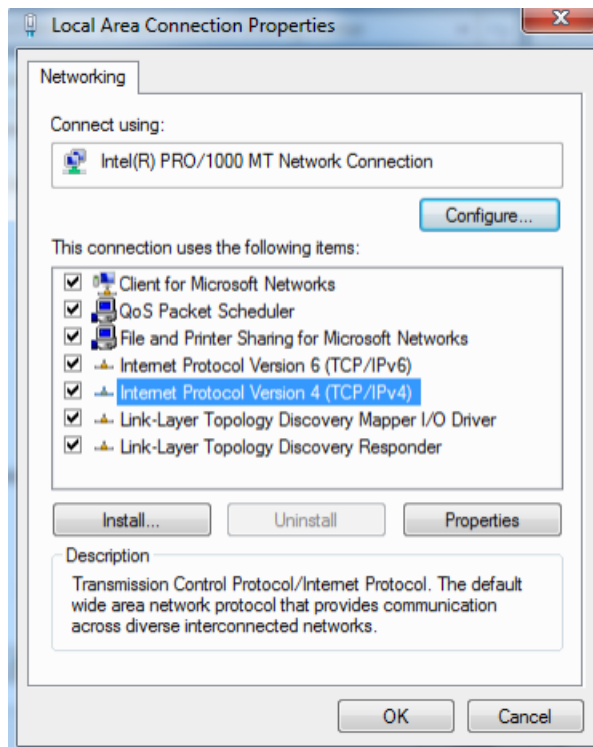 Local Area Connection Properties
Networking
Connect using:
Intel(R) PRO/1000 MT Network Connection
Configure...
This connection uses the following items:
Client for Microsoft Networks
QoS Packet Scheduler
File and Printer Sharing for Microsoft Networks
Internet Protocol Version 6 (TCP/IPv6)
Internet Protocol Version 4 (TCP/IPv4)
Link-Layer Topology Discovery Mapper I/O Driver
Link-Layer Topology Discovery Responder
Install... Uninstall Properties
Description
Transmission Control Protocol/Internet Protocol. The default
wide area network protocol that provides communication
across diverse interconnected networks.
OK Cancel